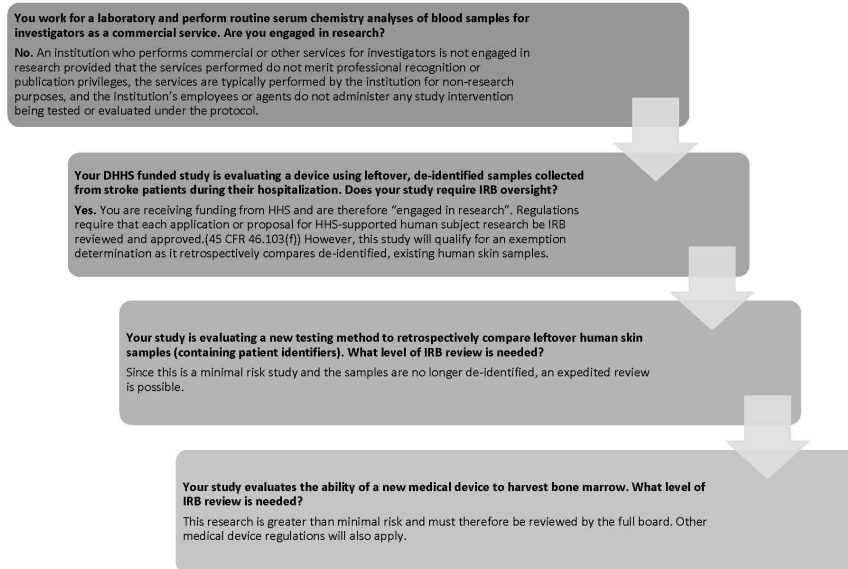 You work for a laboratory and perform routine serum chemistry analyses of blood samples for
investigators as a commercial service. Are you engaged in research?
No. An institution who performs commercial or other services for investigators is not engaged in
research provided that the services performed do not merit professional recognition or
publication privileges, the services are typically performed by the institution for non-research
purposes, and the institution's employees or agents do not administer any study intervention
being tested or evaluated under the protocol.
Your DHHS funded study is evaluating a device using leftover, de-identified samples collected
from stroke patients during their hospitalization. Does your study require IRB oversight?
Yes. You are receiving funding from HHS and are therefore “engaged in research”. Regulations
require that each application or proposal for HHS-supported human subject research be IRB
reviewed and approved.(45 CFR 46.103(f)) However, this study will qualify for an exemption
determination as it retrospectively compares de-identified, existing human skin samples.
Your study is evaluating a new testing method to retrospectively compare leftover human skin
samples (containing patient identifiers). What level of IRB review is needed?
Since this is a minimal risk study and the samples are no longer de-identified, an expedited review
is possible.
Your study evaluates the ability of a new medical device to harvest bone marrow. What level of
IRB review is needed?
This research is greater than minimal risk and must therefore be reviewed by the full board. Other
medical device regulations will also apply.